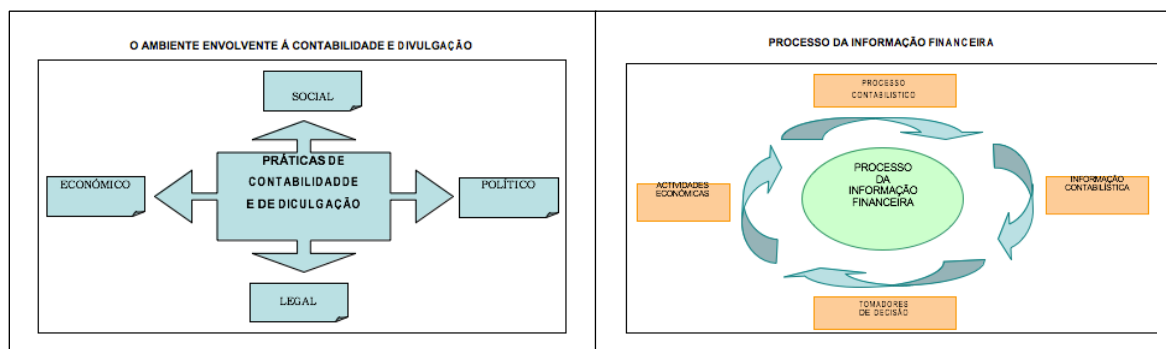 O AMBIENTE ENVOLVENTE Á CONTABILIDADE E DIVULGAÇÃO
SOCIAL
PRÁTICAS DE
CONTABILIDADDE
E DE DICULGAÇÃO
ECONÓMICO
POLÍTICO
LEGAL
PROCESSO DA INFORMAÇÃO FINANCEIRA
PROCESSO
CONTABILISTICO
PROCESSO
DA
INFORMAÇÃO
FINANCEIRA
ACTIVIDADES
ECONÓMICAS
INFORMAÇÃO
CONTABILÍSTICA
TOMADORES
DE DECISÃO